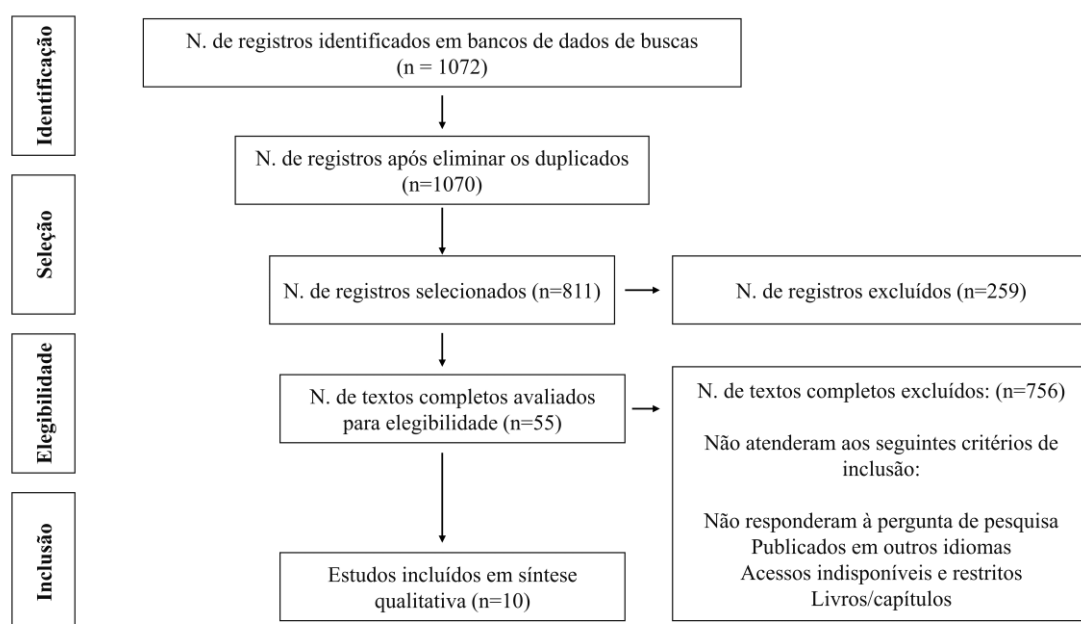 Identificação
N. de registros identificados em bancos de dados de buscas
(n = 1072)
N. de registro após eliminar os duplicados
(n=1070)
Seleção
N. de registros selecionados (n=811)
N. de registros excluídos (n=259)
Elegibilidade
N. de textos completos avaliados
para elegibilidade (n=55)
N. de textos completos excluídos: (n=756)
Não atenderam aos seguintes critérios de
inclusão:
Não responderam à pergunta de pesquisa
Publicados em outros idiomas
Acessos indisponíveis e restritos
Livros/capítulos
Inclusão
Estudos incluídos em síntese
qualitativa (n=10)